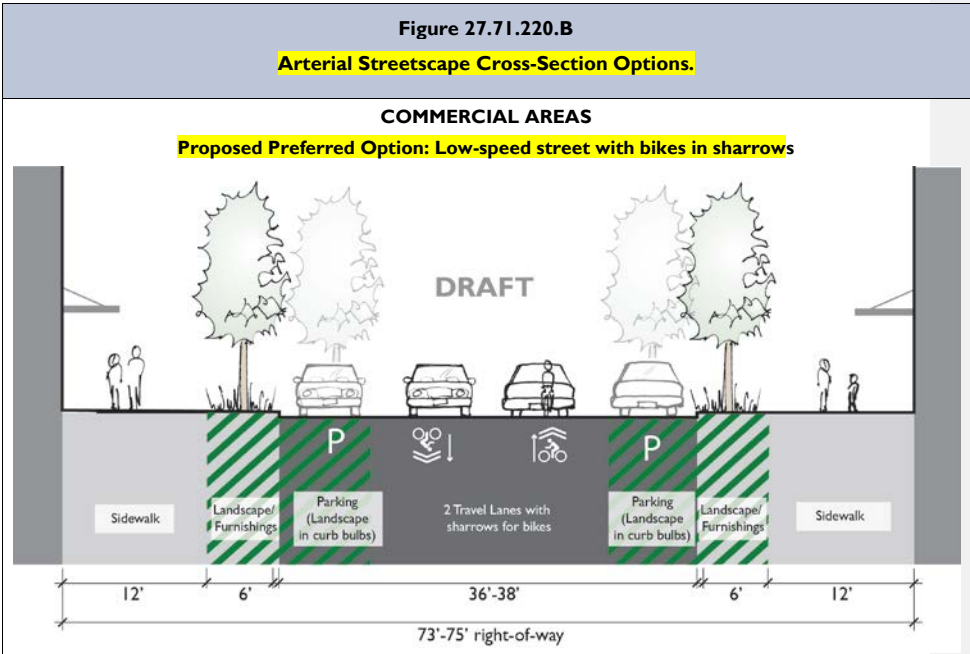 Figure 27.71.220.B
Arterial Streetscape Cross-Section Options.
COMMERCIAL AREAS
Proposed Preferred Option: Low-speed street with bikes in sharrows
DRAFT
P
P
Sidewalk
Landscape/
Furnishings
Parking
(Landscape
in curb bulbs)
2 Travel Lanes with
sharrows for bikes
Parking
(Landscape
in curb bulbs)
Landscape/
Furnishings
Sidewalk
12'
6'
36'-38'
6'
12'
73'-75' right-of-way